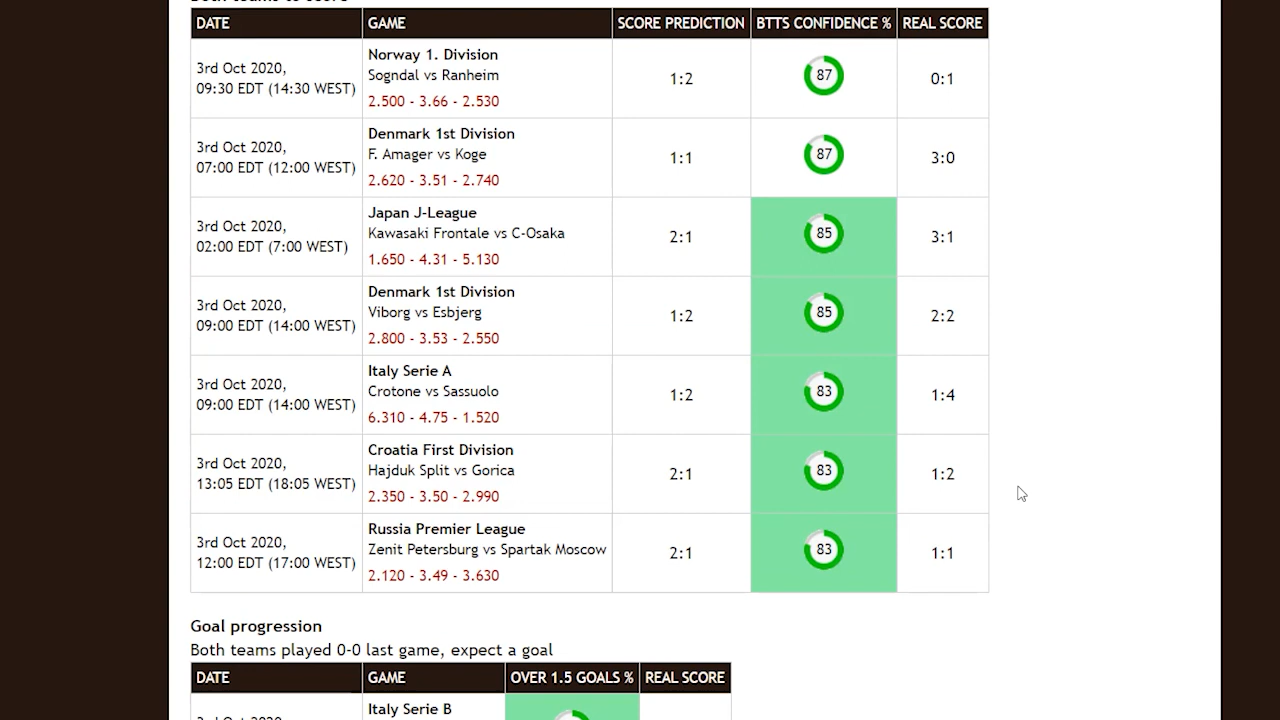 Both teams to score
DATE GAME SCORE PREDICTION BTTS CONFIDENCE % REAL SCORE
3rd Oct 2020,
09:30 EDT (14:30 WEST)
Norway 1. Division
Sogndal vs Ranheim
2.500 - 3.66 - 2.530
1:2
87
0:1
3rd Oct 2020,
07:00 EDT (12:00 WEST)
Denmark 1st Division
F. Amager vs Koge
2.620 - 3.51 - 2.740
1:1
87
3:0
3rd Oct 2020,
02:00 EDT (7:00 WEST)
Japan J-League
Kawasaki Frontale vs C-Osaka
1.650 - 4.31 - 5.130
2:1
85
3:1
3rd Oct 2020,
09:00 EDT (14:00 WEST)
Denmark 1st Division
Viborg vs Esbjerg
2.800 - 3.53 - 2.550
1:2
85
2:2
3rd Oct 2020,
09:00 EDT (14:00 WEST)
Italy Serie A
Crotone vs Sassuolo
6.310 - 4.75 - 1.520
1:2
83
1:4
3rd Oct 2020,
13:05 EDT (18:05 WEST)
Croatia First Division
Hajduk Split vs Gorica
2.350 - 3.50 - 2.990
2:1
83
1:2
3rd Oct 2020,
12:00 EDT (17:00 WEST)
Russia Premier League
Zenit Petersburg vs Spartak Moscow
2.120 - 3.49 - 3.630
2:1
83
1:1
Goal progression
Both teams played 0-0 last game, expect a goal
DATE GAME OVER 1.5 GOALS % REAL SCORE
3rd Oct 2020
Italy Serie B